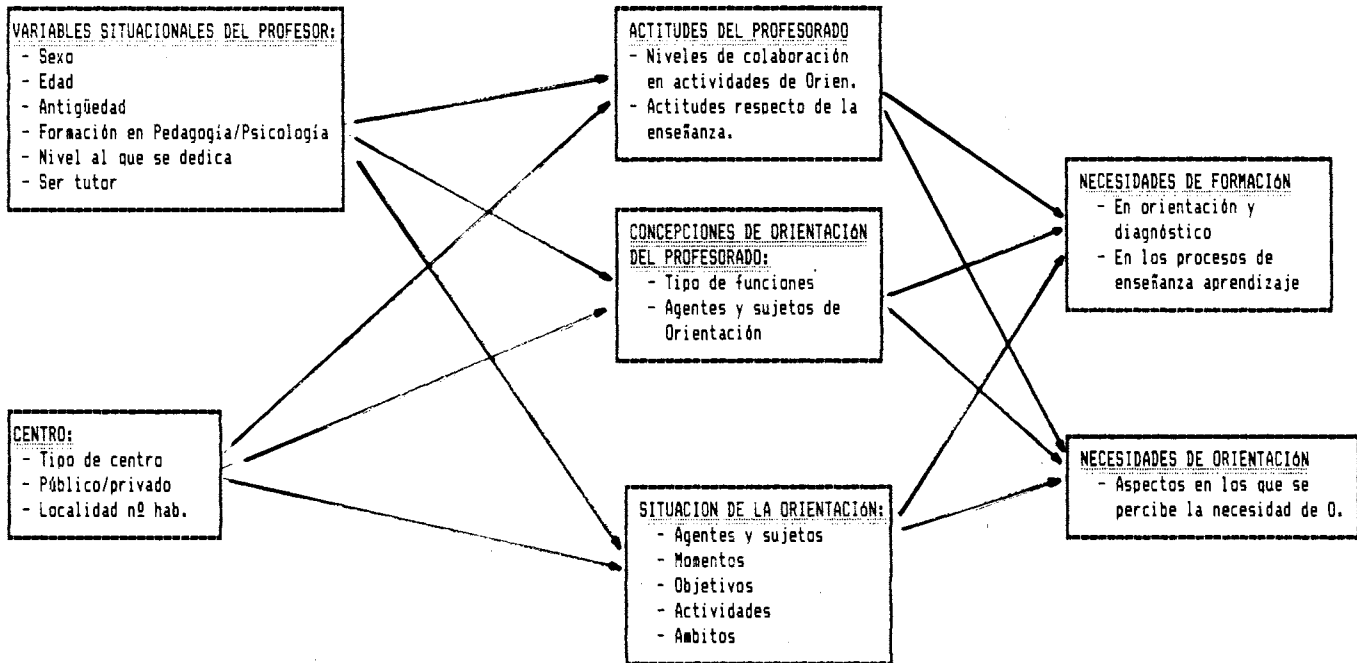 VARIABLES SITUACIONALES DEL PROFESOR:
- Sexo
- Edad
- Antigüedad
- Formación en Pedagogía/Psicología
- Nivel al que se dedica
- Ser tutor
CENTRO:
- Tipo de centro
- Público/privado
- Localidad nº hab.
ACTITUDES DEL PROFESORADO
- Niveles de colaboración
en actividades de Orien.
- Actitudes respecto de la
enseñanza.
CONCEPCIONES DE ORIENTACIÓN
DEL PROFESORADO:
- Tipo de funciones
- Agentes y sujetos de
Orientación
SITUACION DE LA ORIENTACIÓN:
- Agentes y sujetos
- Momentos
- Objetivos
- Actividades
- Ambitos
NECESIDADES DE FORMACIÓN
- En orientación y
diagnóstico
- En los procesos de
enseñanza aprendizaje
NECESIDADES DE ORIENTACIÓN
- Aspectos en los que se
percibe la necesidad de O.